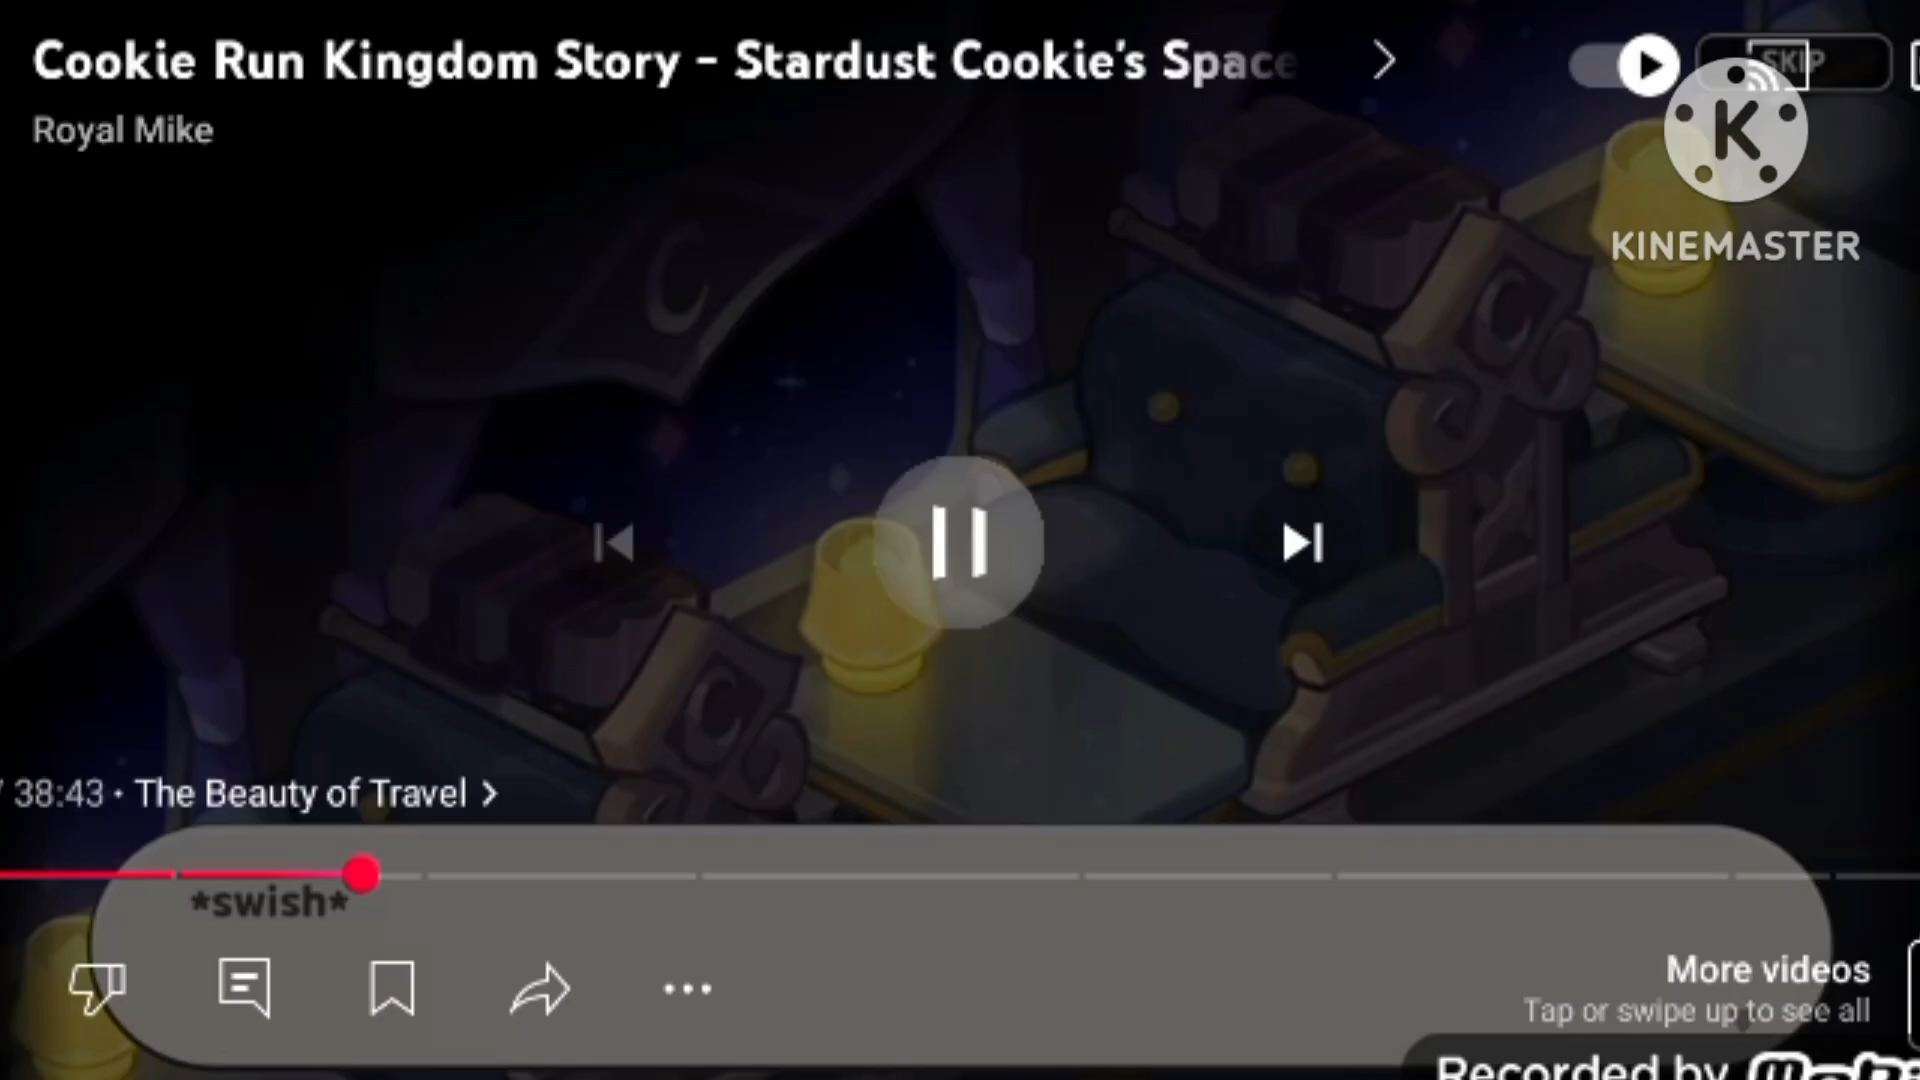 Cookie Run Kingdom Story - Stardust Cookie's Space
SKIP
Royal Mike
K
KINEMASTER
/ 38:43 · The Beauty of Travel >
*swish*
More videos
Tap or swipe up to see all
Recorded by